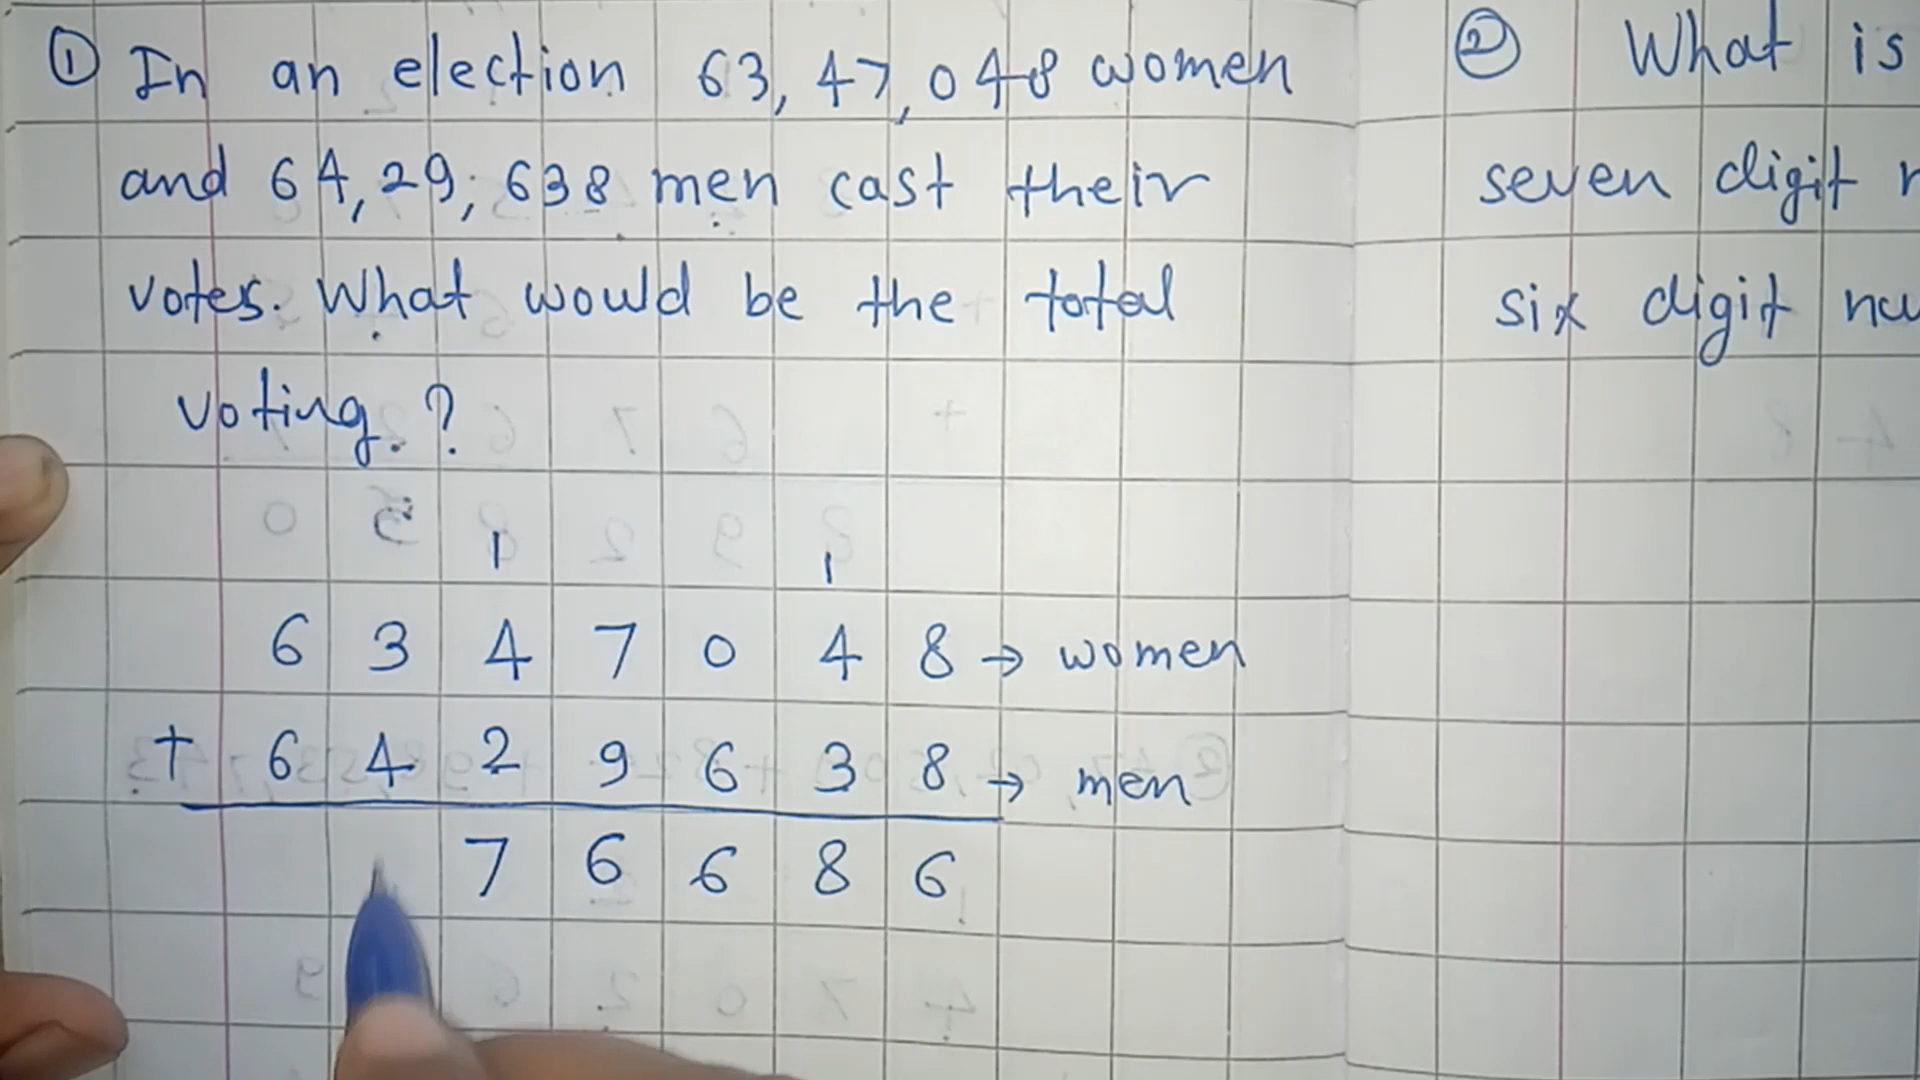 ① In an election 63,47,048 women
and 64,29,638 men cast their
votes. What would be the total
voting.?
1 1
6 3 4 7 0 4 8 → women
+ 6 4 2 9 6 3 8 → men
7 6 6 8 6
② What is
seven digit
six digit